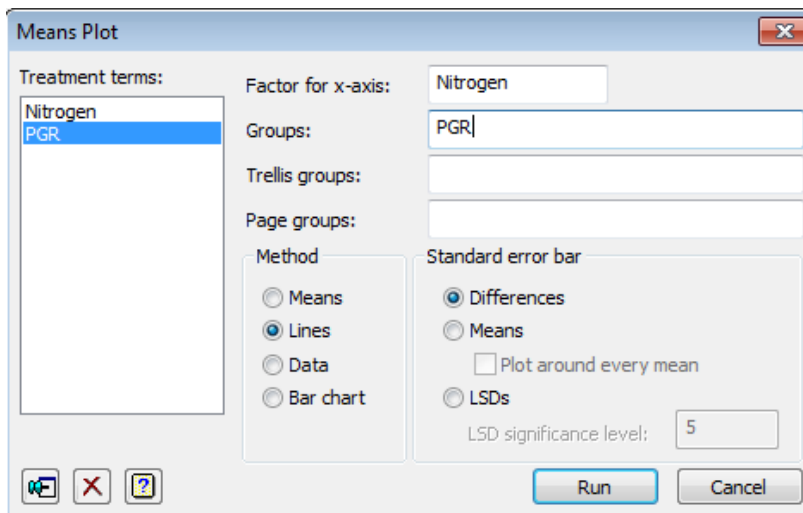 Means Plot
Treatment terms:
Nitrogen
PGR
Factor for x-axis: Nitrogen
Groups: PGR
Trellis groups:
Page groups:
Method
Means
Lines
Data
Bar chart
Standard error bar
Differences
Means
Plot around every mean
LSDs
LSD significance level: 5
Run Cancel